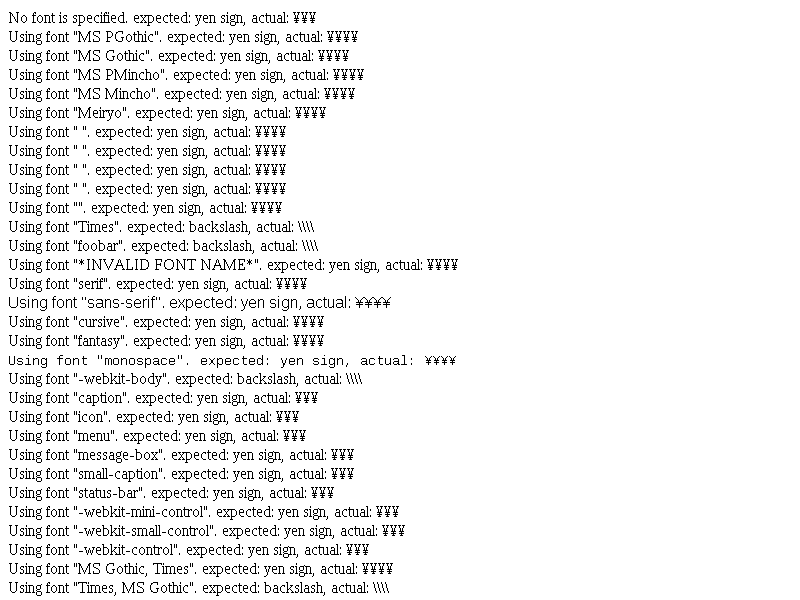 No font is specified. expected: yen sign, actual: ¥¥¥
Using font "MS PGothic". expected: yen sign, actual: ¥¥¥¥
Using font "MS Gothic". expected: yen sign, actual: ¥¥¥¥
Using font "MS PMincho". expected: yen sign, actual: ¥¥¥¥
Using font "MS Mincho". expected: yen sign, actual: ¥¥¥¥
Using font "Meiryo". expected: yen sign, actual: ¥¥¥¥
Using font " ". expected: yen sign, actual: ¥¥¥¥
Using font " ". expected: yen sign, actual: ¥¥¥¥
Using font " ". expected: yen sign, actual: ¥¥¥¥
Using font " ". expected: yen sign, actual: ¥¥¥¥
Using font "". expected: yen sign, actual: ¥¥¥¥
Using font "Times". expected: backslash, actual: \\\\
Using font "foobar". expected: backslash, actual: \\\\
Using font "*INVALID FONT NAME*". expected: yen sign, actual: ¥¥¥¥
Using font "serif". expected: yen sign, actual: ¥¥¥¥
Using font "sans-serif". expected: yen sign, actual: ¥¥¥¥
Using font "cursive". expected: yen sign, actual: ¥¥¥¥
Using font "fantasy". expected: yen sign, actual: ¥¥¥¥
Using font "monospace". expected: yen sign, actual: ¥¥¥¥
Using font "-webkit-body". expected: backslash, actual: \\\\
Using font "caption". expected: yen sign, actual: ¥¥¥
Using font "icon". expected: yen sign, actual: ¥¥¥
Using font "menu". expected: yen sign, actual: ¥¥¥
Using font "message-box". expected: yen sign, actual: ¥¥¥
Using font "small-caption". expected: yen sign, actual: ¥¥¥
Using font "status-bar". expected: yen sign, actual: ¥¥¥
Using font "-webkit-mini-control". expected: yen sign, actual: ¥¥¥
Using font "-webkit-small-control". expected: yen sign, actual: ¥¥¥
Using font "-webkit-control". expected: yen sign, actual: ¥¥¥
Using font "MS Gothic, Times". expected: yen sign, actual: ¥¥¥¥
Using font "Times, MS Gothic". expected: backslash, actual: \\\\